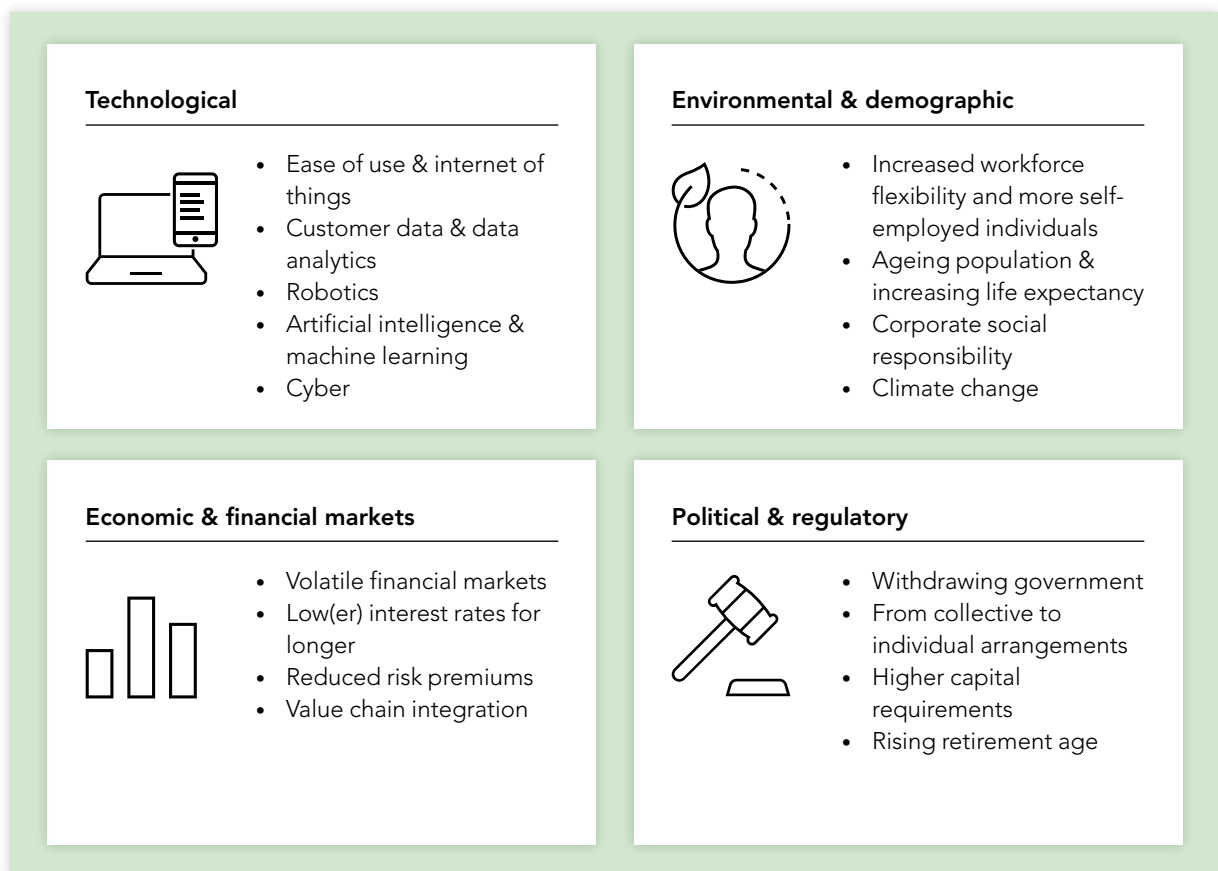 Technological
• Ease of use & internet of
things
• Customer data & data
analytics
• Robotics
• Artificial intelligence &
machine learning
• Cyber
Environmental & demographic
• Increased workforce
flexibility and more self-
employed individuals
• Ageing population &
increasing life expectancy
• Corporate social
responsibility
• Climate change
Economic & financial markets
• Volatile financial markets
• Low(er) interest rates for
longer
• Reduced risk premiums
• Value chain integration
Political & regulatory
• Withdrawing government
• From collective to
individual arrangements
• Higher capital
requirements
• Rising retirement age